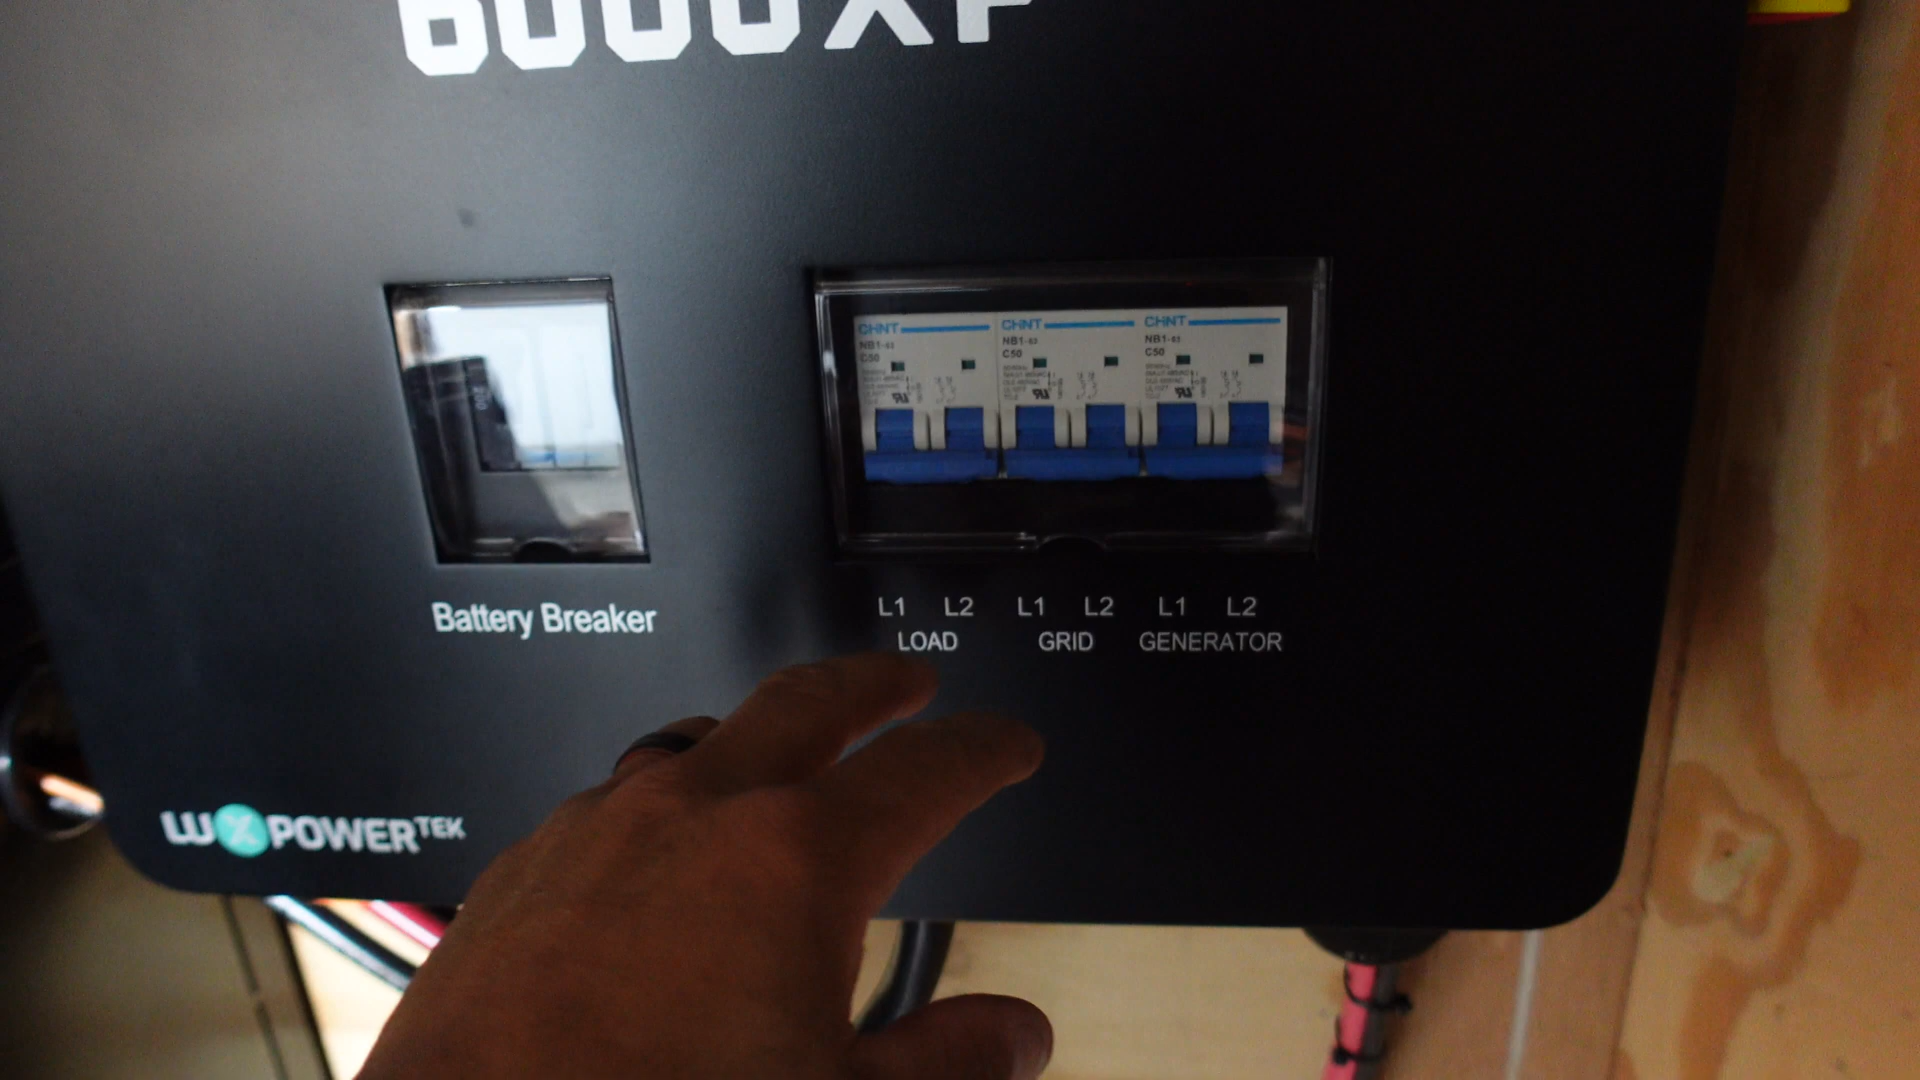 6000XP
CHNT
NB1-63
C50
CHNT
NB1-63
C50
CHNT
NB1-63
C50
Battery Breaker
L1 L2 L1 L2 L1 L2
LOAD GRID GENERATOR
LUXPOWERTEK